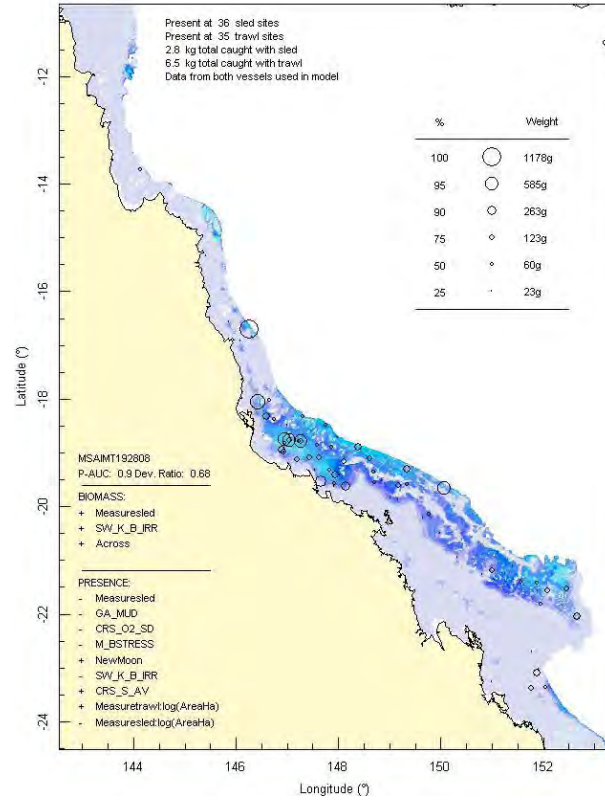 Present at 36 sled sites
Present at 35 trawl sites
2.8 kg total caught with sled
6.5 kg total caught with trawl
Data from both vessels used in model
% Weight
100 1178g
95 585g
90 263g
75 123g
50 60g
25 23g
-12
-14
-16
-18
-20
-22
-24
Latitude (°)
MSAIMT192808
P-AUC: 0.9 Dev. Ratio: 0.68
BIOMASS:
+ Measuresled
+ SW_K_B_IRR
+ Across
PRESENCE:
- Measuresled
- GA_MUD
- CRS_O2_SD
- M_BSTRESS
+ NewMoon
- SW_K_B_IRR
+ CRS_S_AV
+ Measuretrawl:log(AreaHa)
- Measuresled:log(AreaHa)
144 146 148 150 152
Longitude (°)